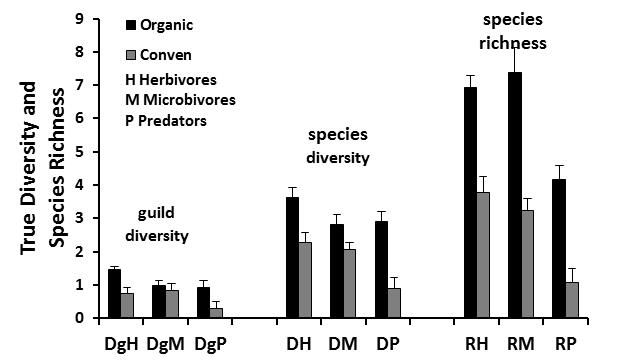 9
8
7
6
5
4
3
2
1
0
True Diversity and
Species Richness
Organic
Conven
H Herbivores
M Microbivores
P Predators
guild
diversity
species
diversity
species
richness
DgH DgM DgP DH DM DP RH RM RP